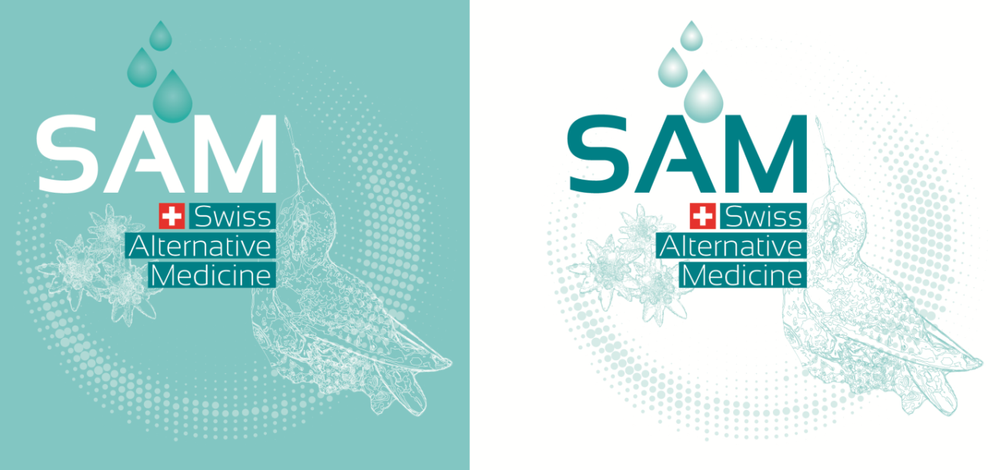 SAM
Swiss
Alternative
Medicine
SAM
Swiss
Alternative
Medicine